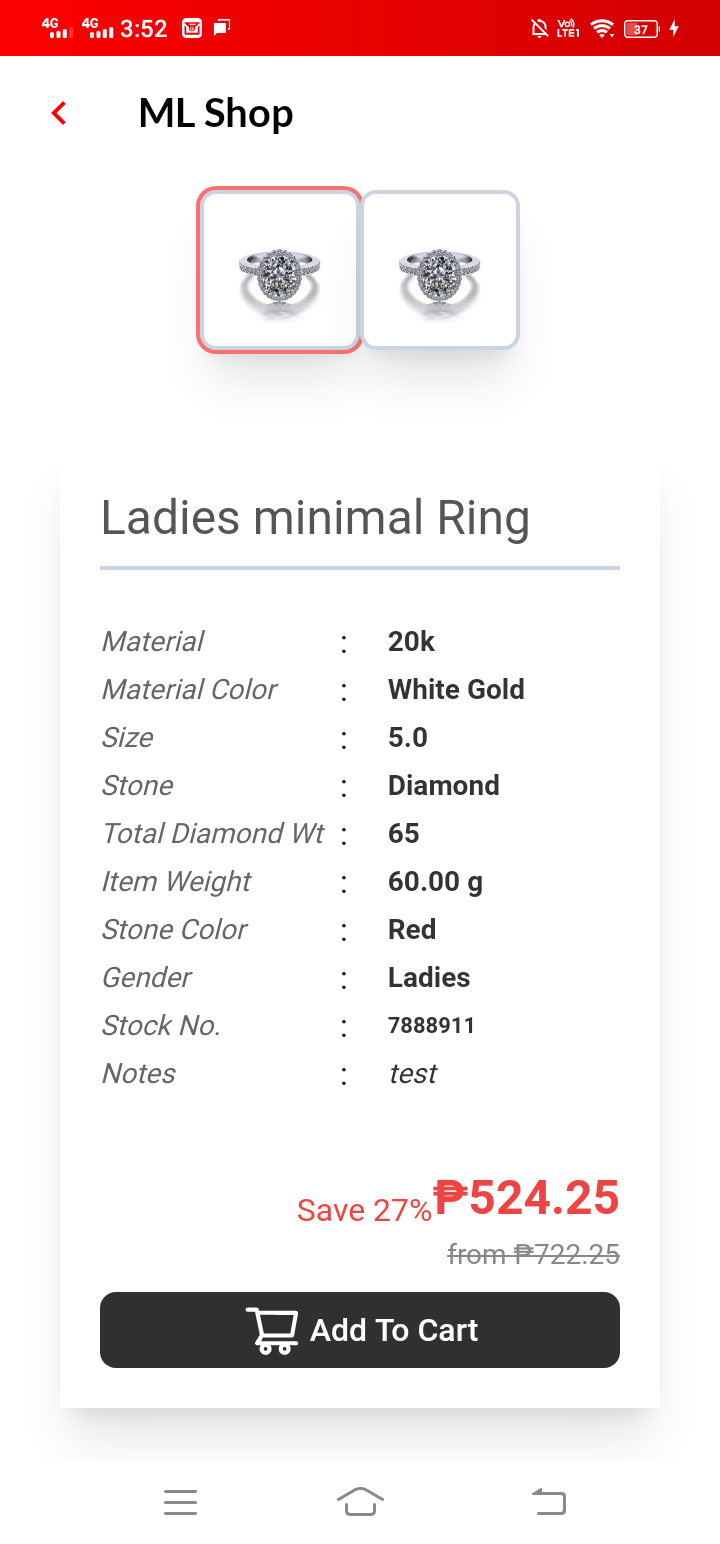 4G 4G 3:52 Vo) LTE1 37
ML Shop
Ladies minimal Ring
Material : 20k
Material Color : White Gold
Size : 5.0
Stone : Diamond
Total Diamond Wt : 65
Item Weight : 60.00 g
Stone Color : Red
Gender : Ladies
Stock No. : 7888911
Notes : test
Save 27% ₱524.25
from ₱722.25
Add To Cart